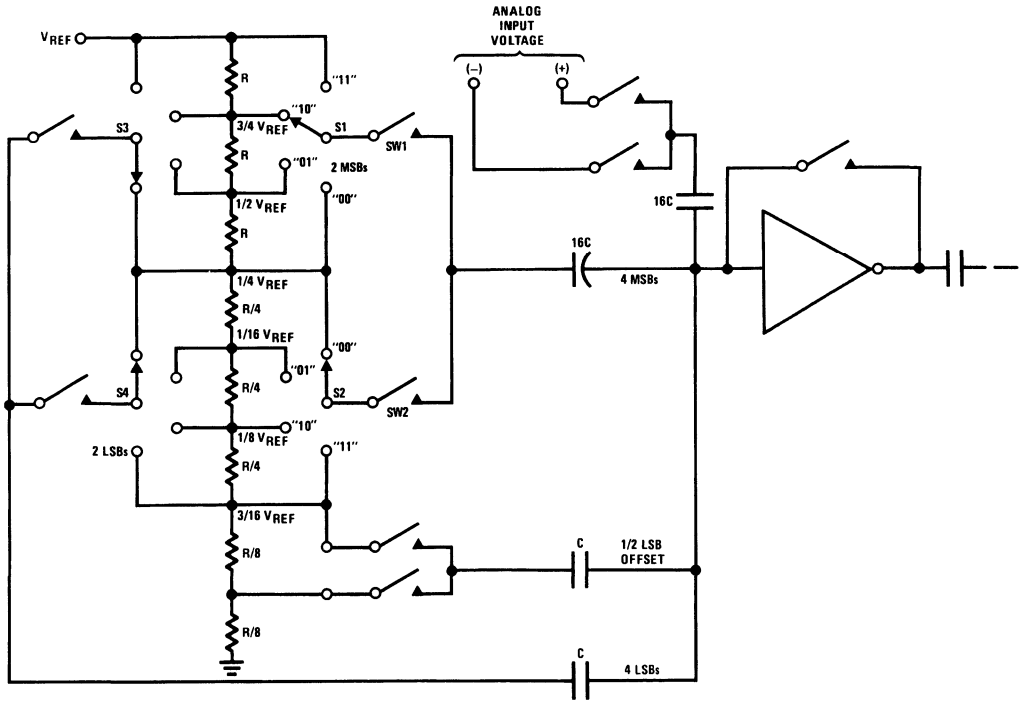 ANALOG
INPUT
VOLTAGE
(−) (+)
VREF
R
"11"
"10"
3/4 VREF
S3
S1
SW1
R
"01"
2 MSBs
1/2 VREF
"00"
R
16C
16C
4 MSBs
1/4 VREF
R/4
1/16 VREF
"00"
"01"
R/4
S4
S2
SW2
"10"
1/8 VREF
2 LSBs
"11"
R/4
3/16 VREF
R/8
C
1/2 LSB
OFFSET
R/8
C
4 LSBs